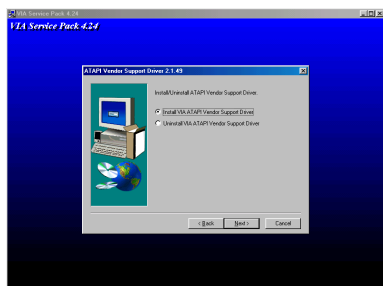 VIA Service Pack 4.24
VIA Service Pack 4.24
ATAPI Vendor Support Driver 2.1.49
Install/Uninstall ATAPI Vendor Support Driver.
Install VIA ATAPI Vendor Support Driver
Uninstall VIA ATAPI Vendor Support Driver
< Back
Next >
Cancel